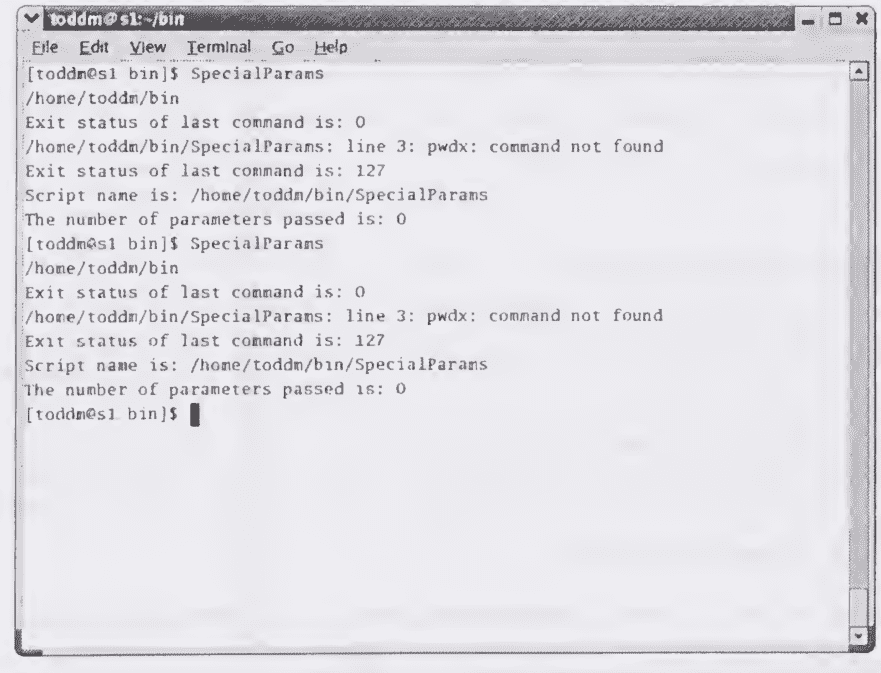 toddm@s1:~/bin
File Edit View Terminal Go Help
[toddm@s1 bin]$ SpecialParams
/home/toddm/bin
Exit status of last command is: 0
/home/toddm/bin/SpecialParams: line 3: pwdx: command not found
Exit status of last command is: 127
Script name is: /home/toddm/bin/SpecialParams
The number of parameters passed is: 0
[toddm@s1 bin]$ SpecialParams
/home/toddm/bin
Exit status of last command is: 0
/home/toddm/bin/SpecialParams: line 3: pwdx: command not found
Exit status of last command is: 127
Script name is: /home/toddm/bin/SpecialParams
The number of parameters passed is: 0
[toddm@s1 bin]$